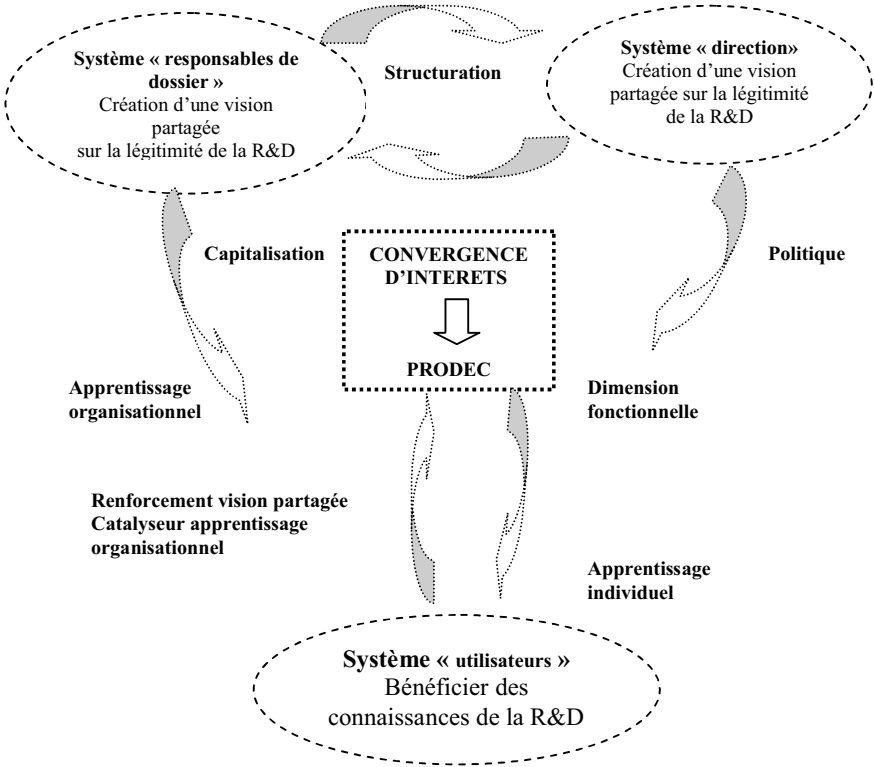 Système « responsables de
dossier »
Création d’une vision
partagée
sur la légitimité de la R&D
Structuration
Système « direction»
Création d’une vision
partagée sur la légitimité
de la R&D
Capitalisation
CONVERGENCE
D’INTERETS
PRODEC
Politique
Apprentissage
organisationnel
Dimension
fonctionnelle
Renforcement vision partagée
Catalyseur apprentissage
organisationnel
Apprentissage
individuel
Système « utilisateurs »
Bénéficier des
connaissances de la R&D